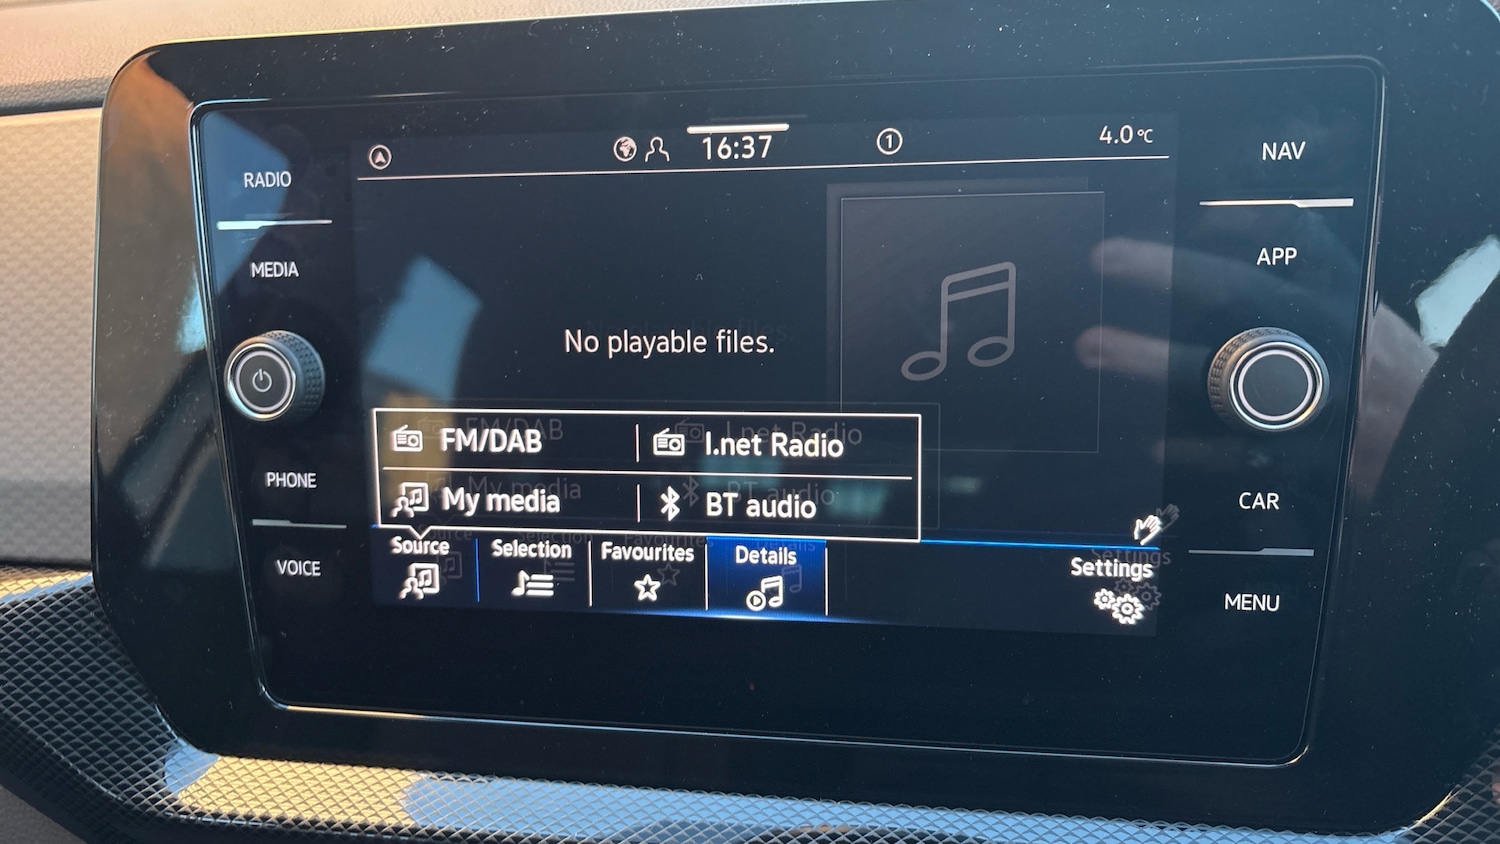 16:37
1
4.0°C
RADIO
MEDIA
PHONE
VOICE
NAV
APP
CAR
MENU
No playable files.
FM/DAB
I.net Radio
My media
BT audio
Source
Selection
Favourites
Details
Settings